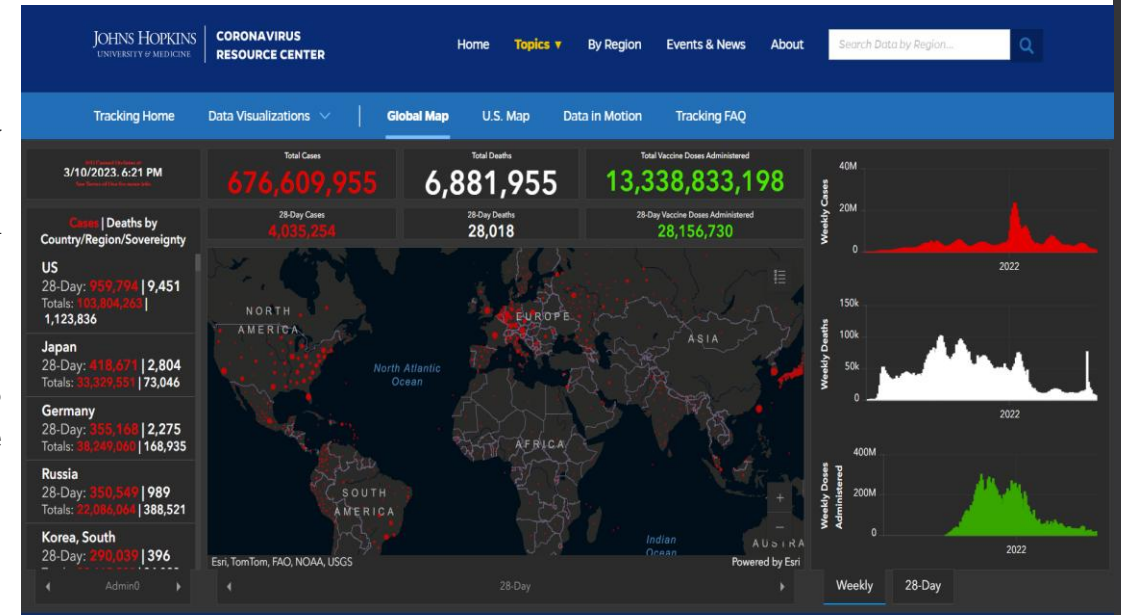 JOHNS HOPKINS
UNIVERSITY & MEDICINE
CORONAVIRUS
RESOURCE CENTER
Home Topics ▾ By Region Events & News About
Search Data by Region...
Tracking Home Data Visualizations Global Map U.S. Map Data in Motion Tracking FAQ
3/10/2023, 6:21 PM
Total Cases
676,609,955
Total Deaths
6,881,955
Total Vaccine Doses Administered
13,338,833,198
28-Day Cases
4,035,254
28-Day Deaths
28,018
28-Day Vaccine Doses Administered
28,156,730
Cases | Deaths by
Country/Region/Sovereignty
US
28-Day: 959,794 | 9,451
Totals: 103,804,263 |
1,123,836
Japan
28-Day: 418,671 | 2,804
Totals: 33,329,551 | 73,046
Germany
28-Day: 355,168 | 2,275
Totals: 38,249,060 | 168,935
Russia
28-Day: 350,549 | 989
Totals: 22,086,064 | 388,521
Korea, South
28-Day: 290,039 | 396
Admin0
NORTH
AMERICA
North Atlantic
Ocean
EUROPE
ASIA
AFRICA
SOUTH
AMERICA
Indian
Ocean
AUSTRA
+
−
Esri, TomTom, FAO, NOAA, USGS
Powered by Esri
28-Day
Weekly Cases
40M
20M
0
2022
Weekly Deaths
150k
100k
50k
0
2022
Weekly Doses
Administered
400M
200M
0
2022
Weekly 28-Day